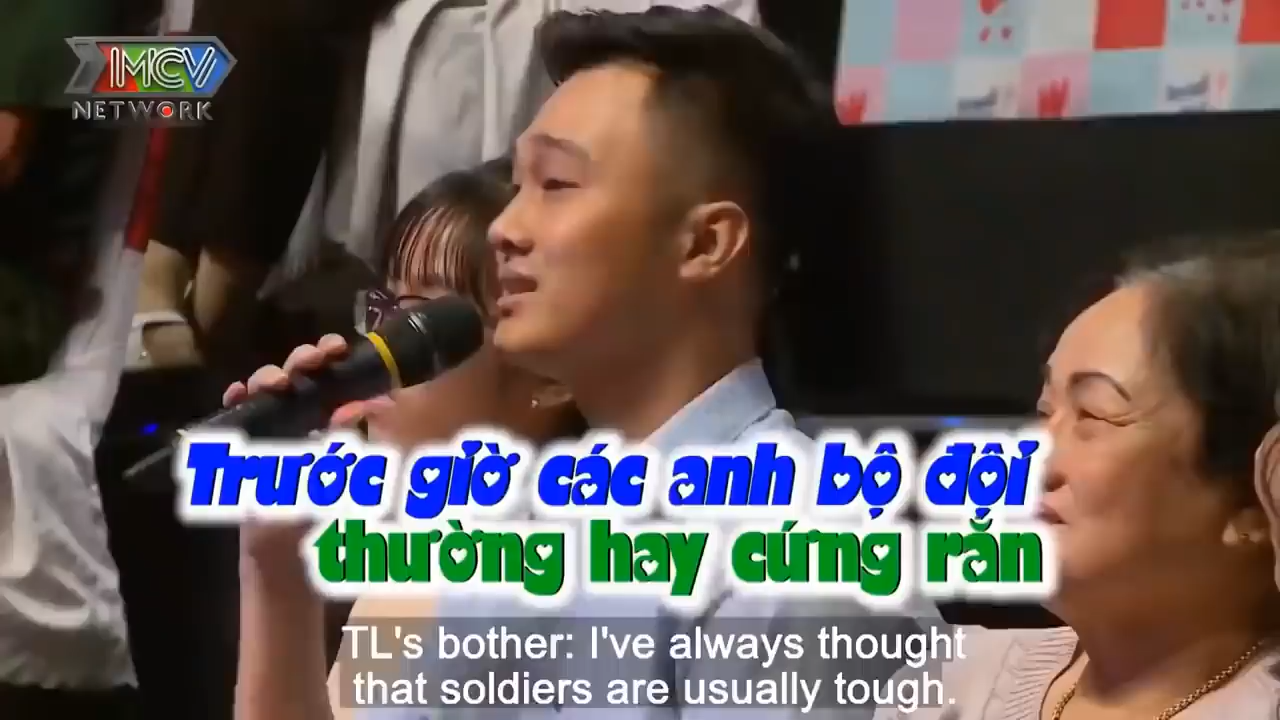 MCV
NETWORK
Trước giờ các anh bộ đội
thường hay cứng rắn
TL's bother: I've always thought
that soldiers are usually tough.